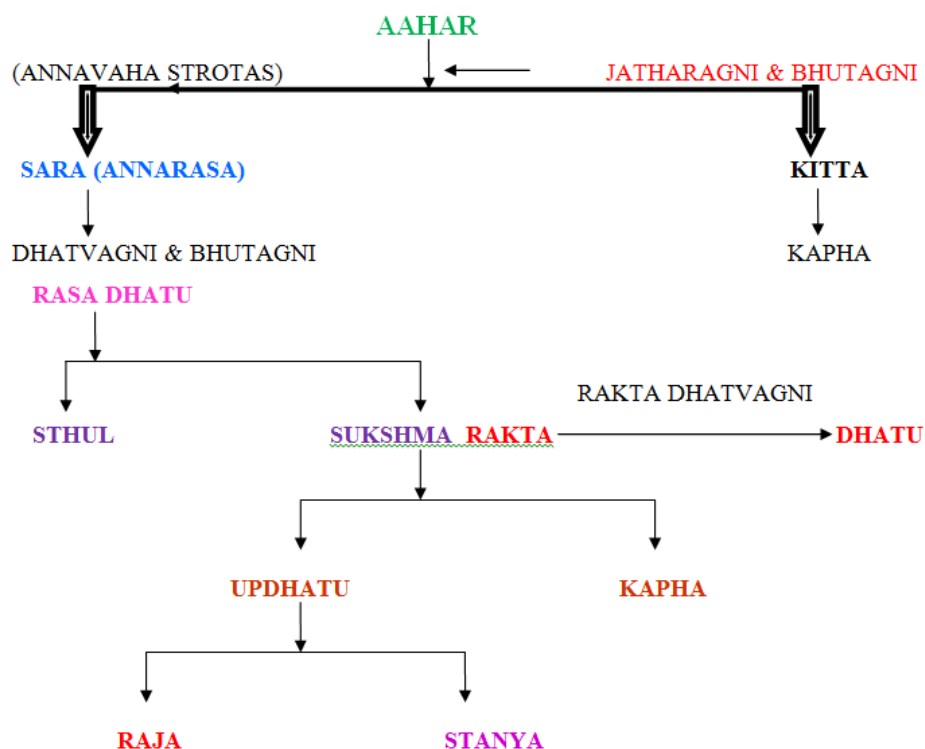 AAHAR
(ANNAVAHA STROTAS)
JATHARAGNI & BHUTAGNI
SARA (ANNARASA)
KITTA
DHATVAGNI & BHUTAGNI
KAPHA
RASA DHATU
RAKTA DHATVAGNI
STHUL
SUKSHMA RAKTA
DHATU
UPDHATU
KAPHA
RAJA
STANYA